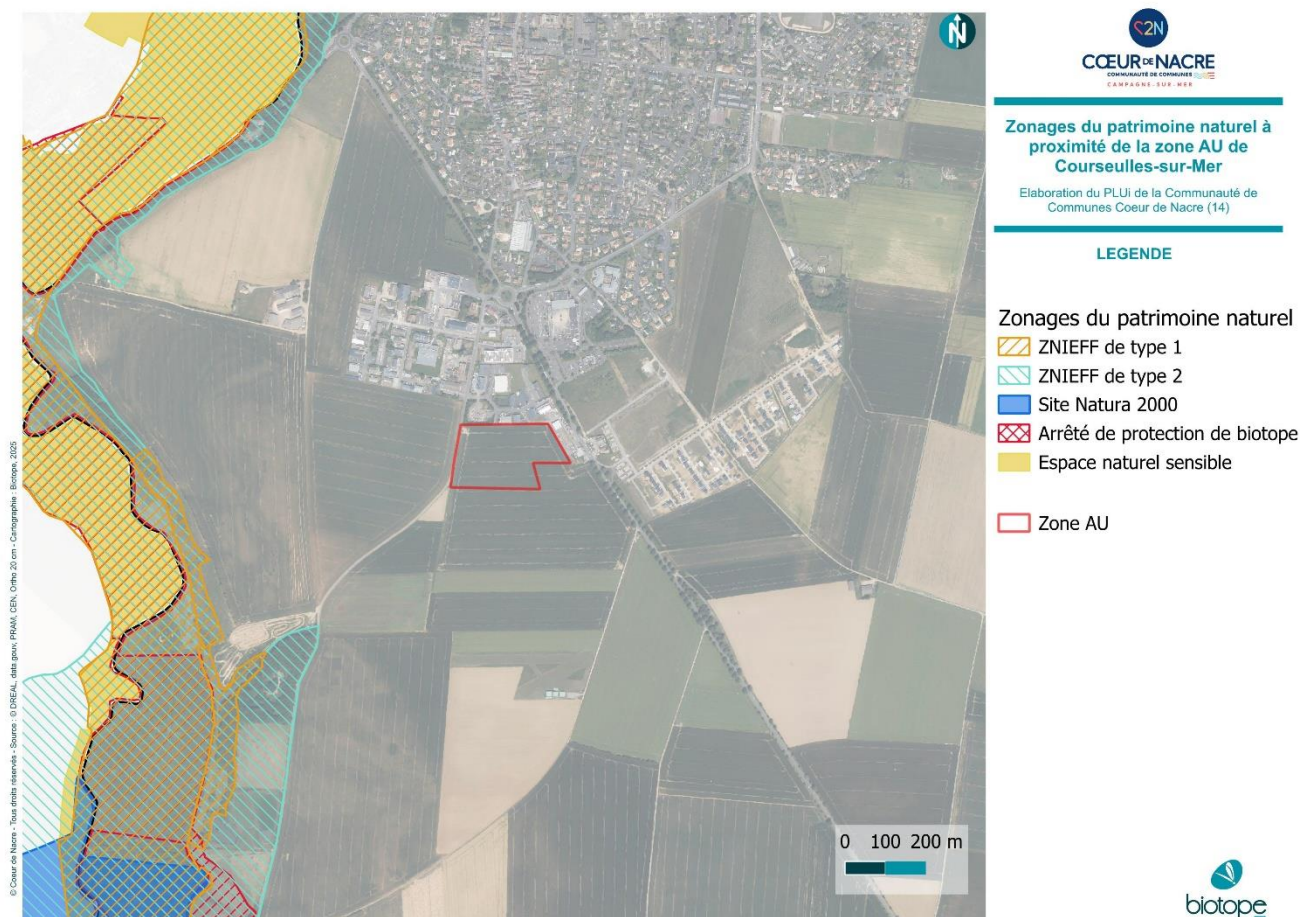 N
C2N
CŒUR DE NACRE
COMMUNAUTÉ DE COMMUNES
CAMPAGNE-SUR-MER
Zonages du patrimoine naturel à
proximité de la zone AU de
Courseulles-sur-Mer
Elaboration du PLUi de la Communauté de
Communes Coeur de Nacre (14)
LEGENDE
Zonages du patrimoine naturel
ZNIEFF de type 1
ZNIEFF de type 2
Site Natura 2000
Arrêté de protection de biotope
Espace naturel sensible
Zone AU
0 100 200 m
© Coeur de Nacre - Tous droits réservés - Source : © DREAL, data.gouv, PRAM, CEN, Ortho 20 cm - Cartographie : Biotope, 2025
biotope